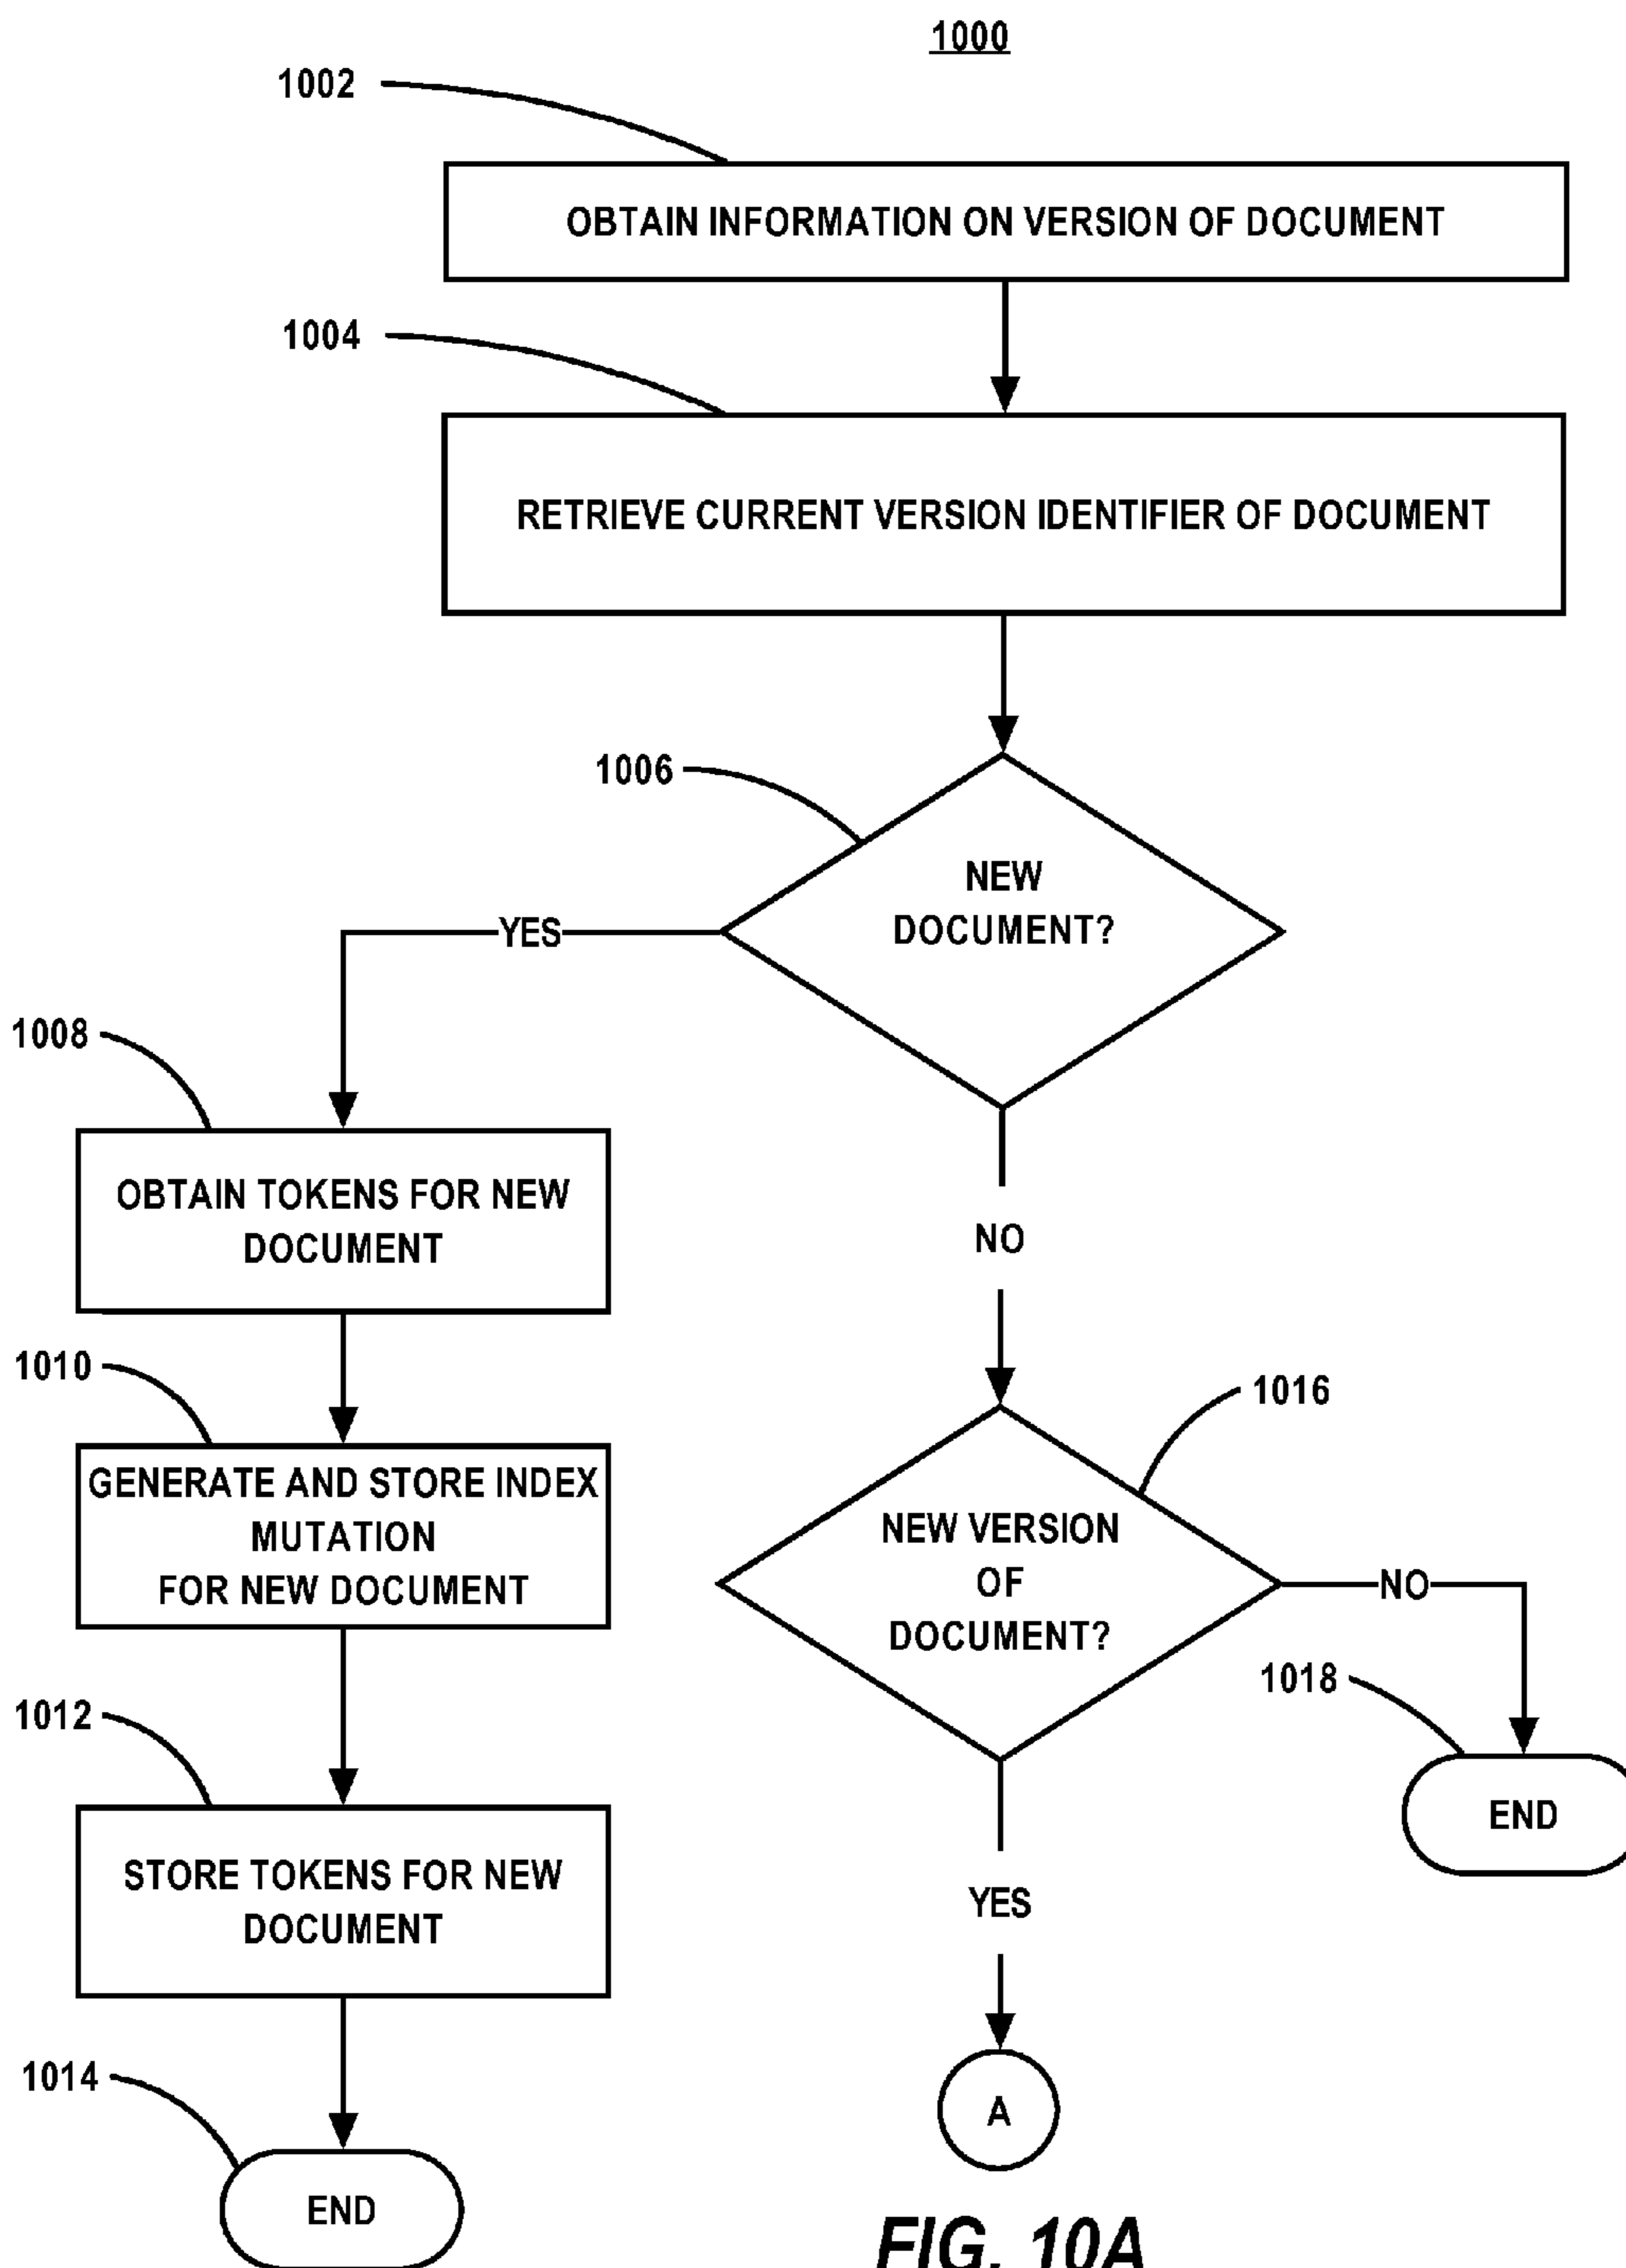 1000
1002
OBTAIN INFORMATION ON VERSION OF DOCUMENT
1004
RETRIEVE CURRENT VERSION IDENTIFIER OF DOCUMENT
1006
NEW
DOCUMENT?
YES
1008
OBTAIN TOKENS FOR NEW
DOCUMENT
NO
1010
GENERATE AND STORE INDEX
MUTATION
FOR NEW DOCUMENT
1016
NEW VERSION
OF
DOCUMENT?
NO
1018
END
1012
STORE TOKENS FOR NEW
DOCUMENT
YES
1014
END
A
FIG. 10A